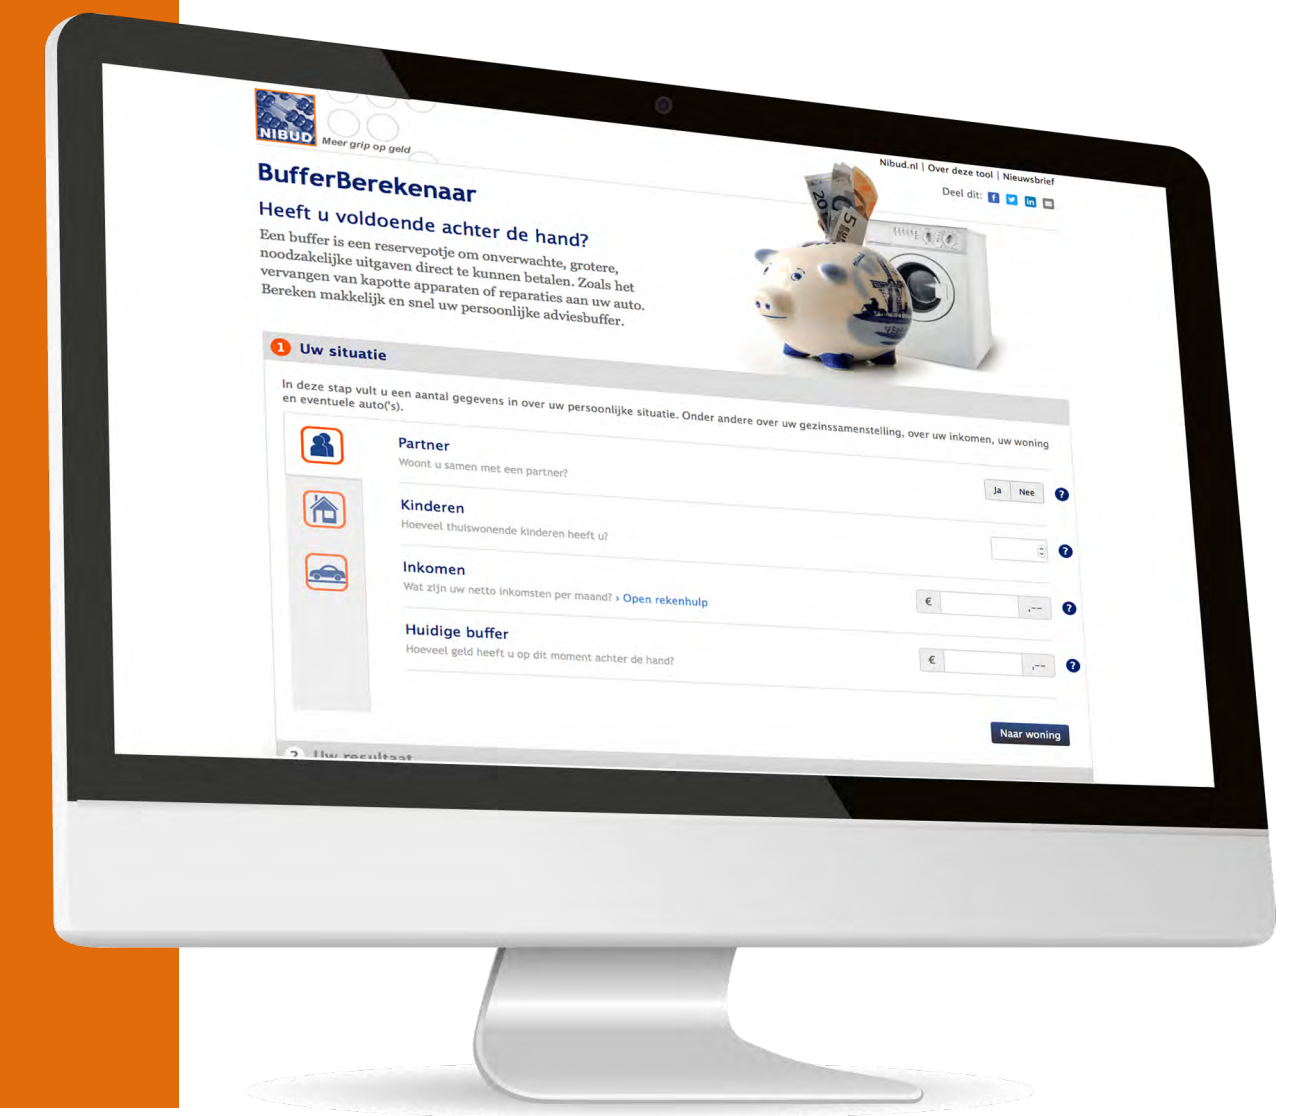 NIBUD
Meer grip op geld
Nibud.nl | Over deze tool | Nieuwsbrief
Deel dit:
BufferBerekenaar
Heeft u voldoende achter de hand?
Een buffer is een reservepotje om onverwachte, grotere,
noodzakelijke uitgaven direct te kunnen betalen. Zoals het
vervangen van kapotte apparaten of reparaties aan uw auto.
Bereken makkelijk en snel uw persoonlijke adviesbuffer.
1 Uw situatie
In deze stap vult u een aantal gegevens in over uw persoonlijke situatie. Onder andere over uw gezinssamenstelling, over uw inkomen, uw woning
en eventuele auto('s).
Partner
Woont u samen met een partner?
Ja Nee ?
Kinderen
Hoeveel thuiswonende kinderen heeft u?
?
Inkomen
Wat zijn uw netto inkomsten per maand? › Open rekenhulp
€ ,-- ?
Huidige buffer
Hoeveel geld heeft u op dit moment achter de hand?
€ ,-- ?
Naar woning
2 Uw resultaat